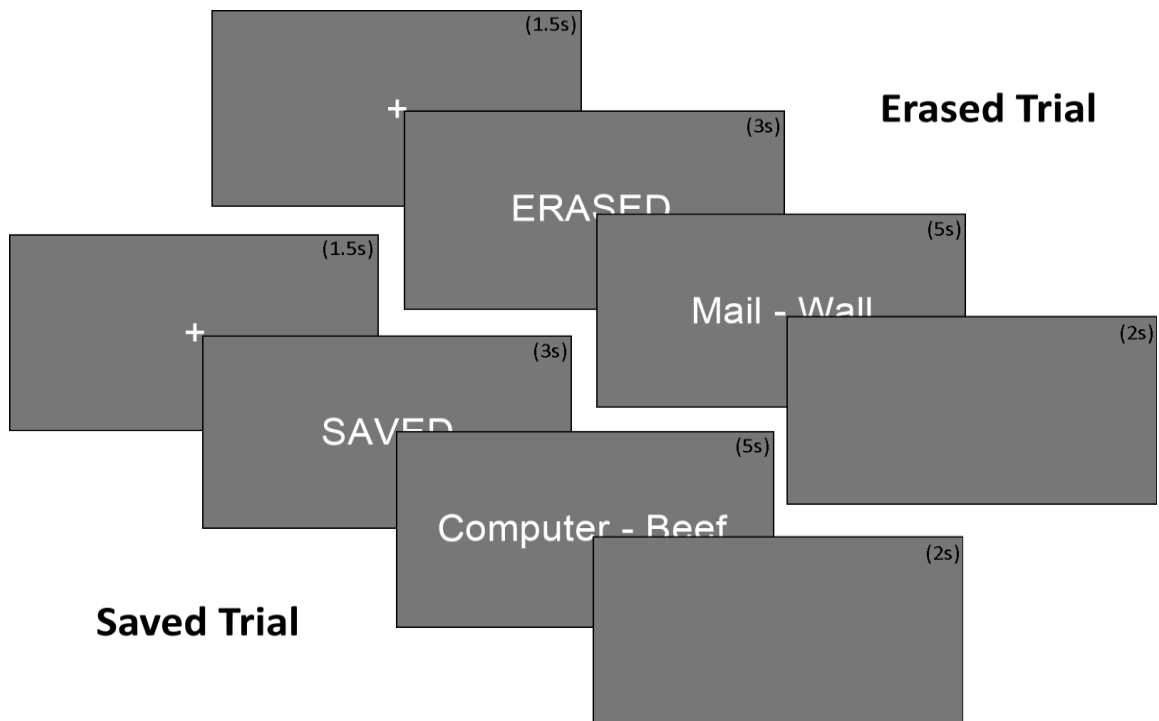 (1.5s)
+
Erased Trial
(3s)
ERASED
(5s)
Mail - Wall
(2s)
(1.5s)
+
(3s)
SAVED
(5s)
Computer - Beef
(2s)
Saved Trial